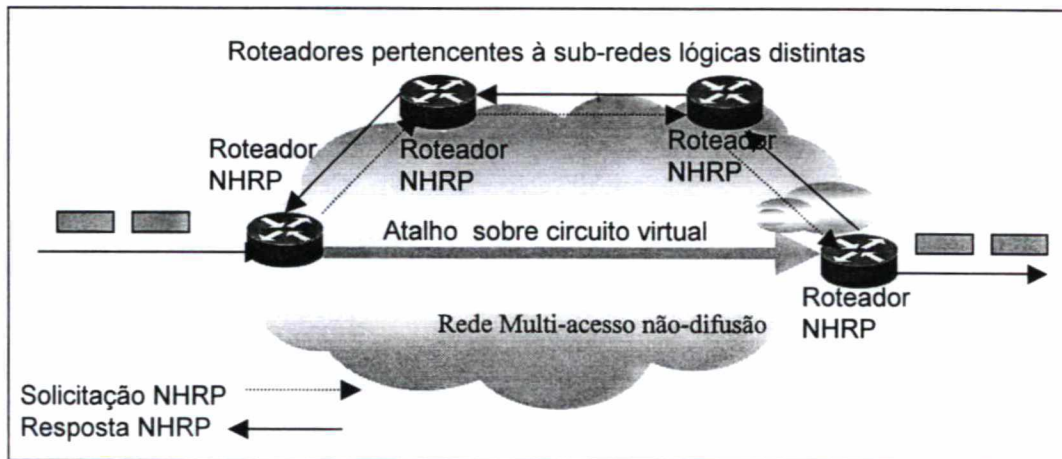 Roteadores pertencentes à sub-redes lógicas distintas
Roteador
NHRP
Roteador
NHRP
Roteador
NHRP
Atalho sobre circuito virtual
Roteador
NHRP
Rede Multi-acesso não-difusão
Solicitação NHRP
Resposta NHRP